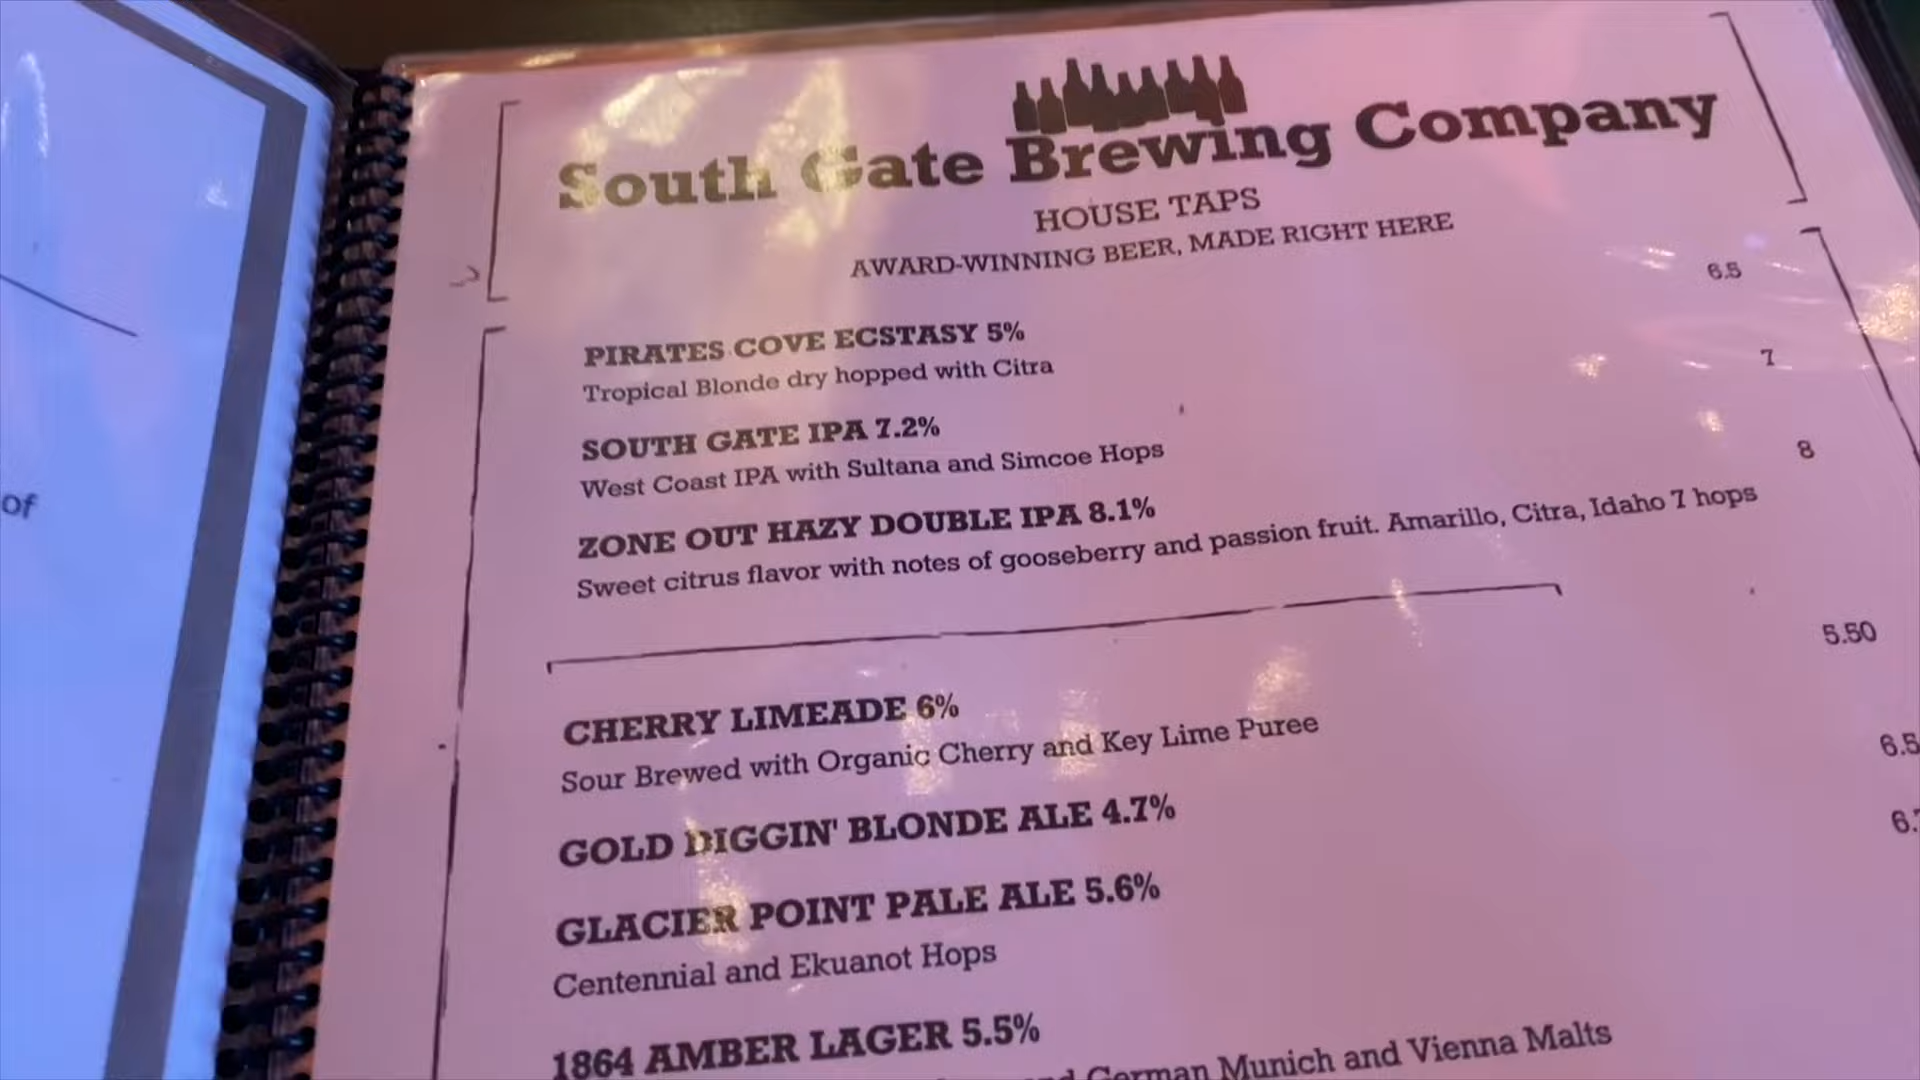 of
South Gate Brewing Company
HOUSE TAPS
AWARD-WINNING BEER, MADE RIGHT HERE
PIRATES COVE ECSTASY 5% 6.5
Tropical Blonde dry hopped with Citra
SOUTH GATE IPA 7.2% 7
West Coast IPA with Sultana and Simcoe Hops
ZONE OUT HAZY DOUBLE IPA 8.1% 8
Sweet citrus flavor with notes of gooseberry and passion fruit. Amarillo, Citra, Idaho 7 hops
CHERRY LIMEADE 6% 5.50
Sour Brewed with Organic Cherry and Key Lime Puree
GOLD DIGGIN' BLONDE ALE 4.7% 6.5
GLACIER POINT PALE ALE 5.6%
Centennial and Ekuanot Hops
1864 AMBER LAGER 5.5%
German Munich and Vienna Malts